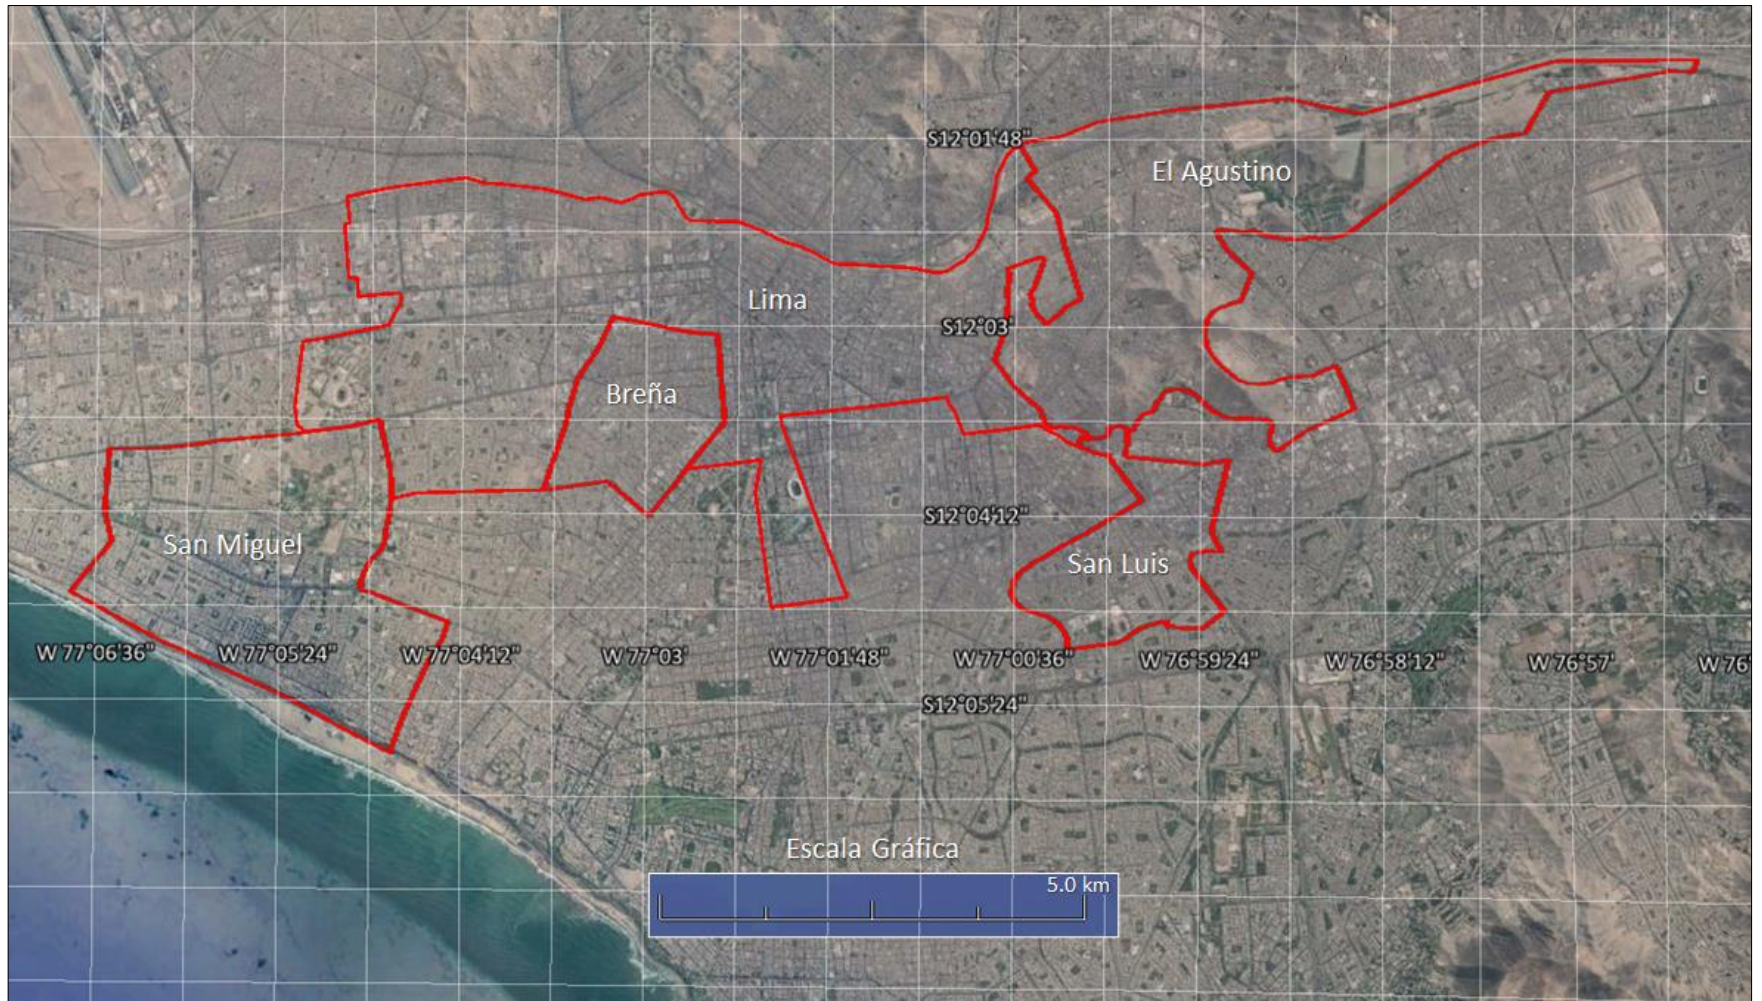 S12°01'48"
El Agustino
Lima
S12°03'
Breña
S12°04'12"
San Miguel
San Luis
W 77°06'36"
W 77°05'24"
W 77°04'12"
W 77°03'
W 77°01'48"
W 77°00'36"
W 76°59'24"
W 76°58'12"
W 76°57'
W 76°
S12°05'24"
Escala Gráfica
5.0 km